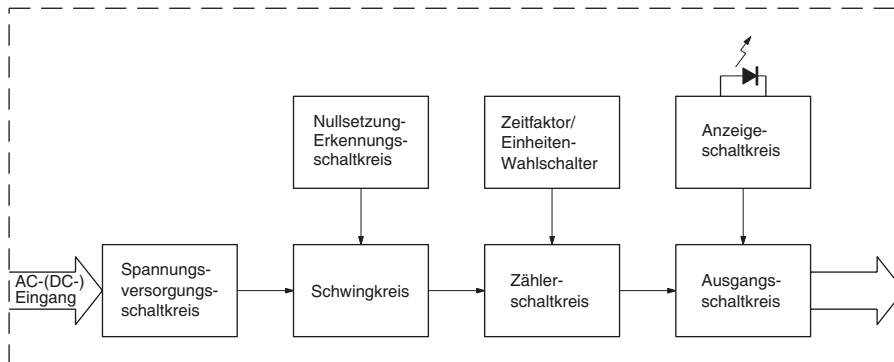 Nullsetzung-
Erkennungs-
schaltkreis
Zeitfaktor/
Einheiten-
Wahlschalter
Anzeige-
schaltkreis
AC-(DC-)
Eingang
Spannungs-
versorgungs-
schaltkreis
Schwingkreis
Zähler-
schaltkreis
Ausgangs-
schaltkreis